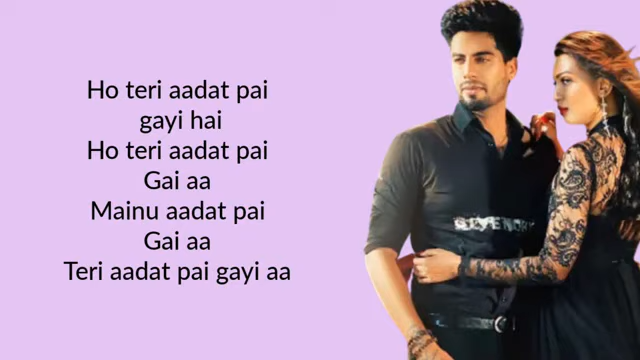 Ho teri aadat pai
gayi hai
Ho teri aadat pai
Gai aa
Mainu aadat pai
Gai aa
Teri aadat pai gayi aa